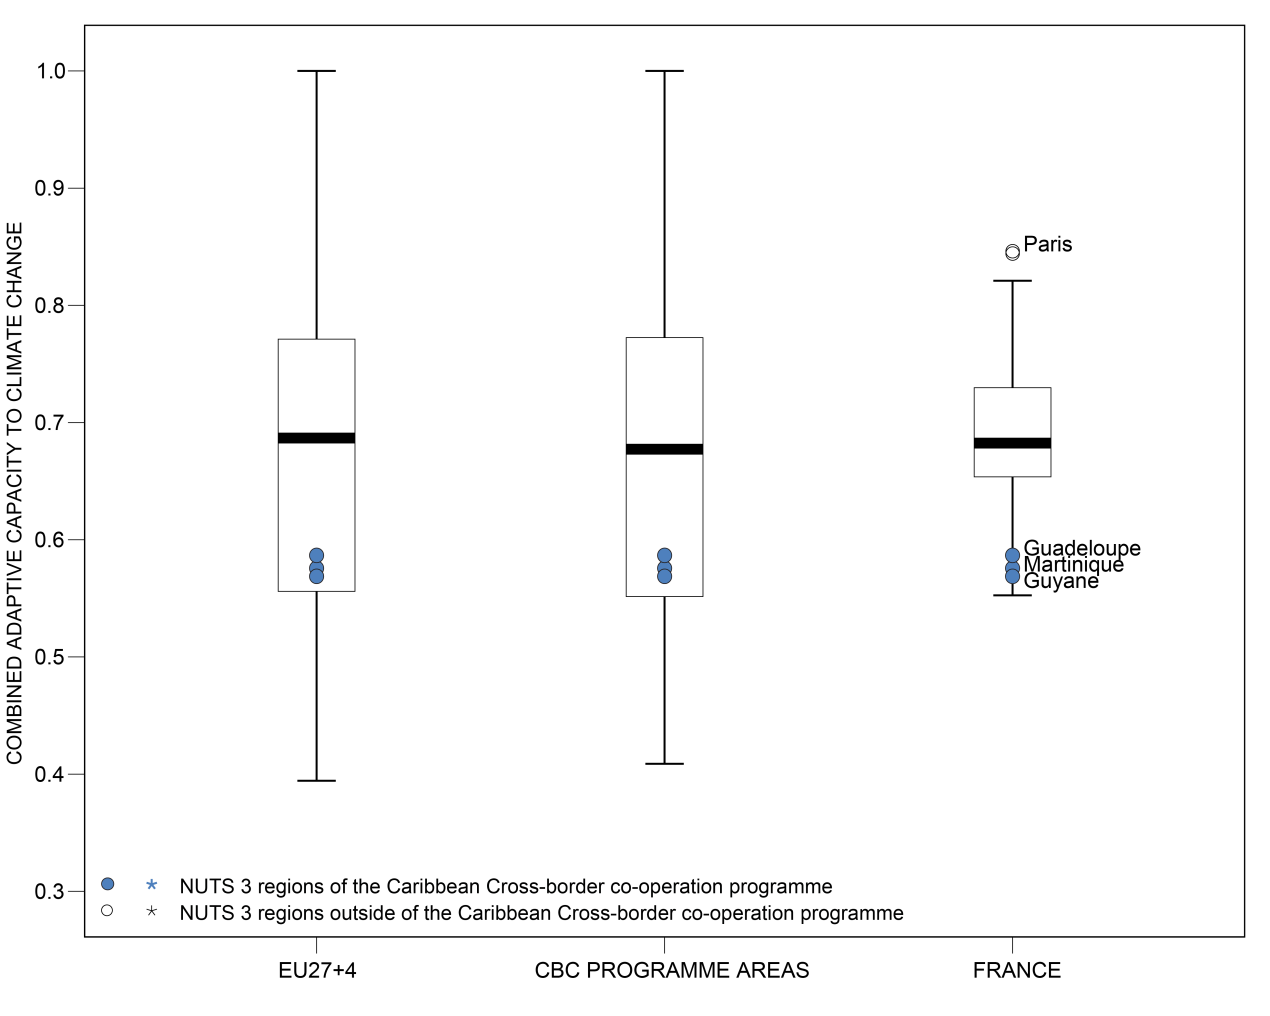 COMBINED ADAPTIVE CAPACITY TO CLIMATE CHANGE
1.0
0.9
0.8
0.7
0.6
0.5
0.4
0.3
Paris
Guadeloupe
Martinique
Guyane
NUTS 3 regions of the Caribbean Cross-border co-operation programme
NUTS 3 regions outside of the Caribbean Cross-border co-operation programme
EU27+4
CBC PROGRAMME AREAS
FRANCE